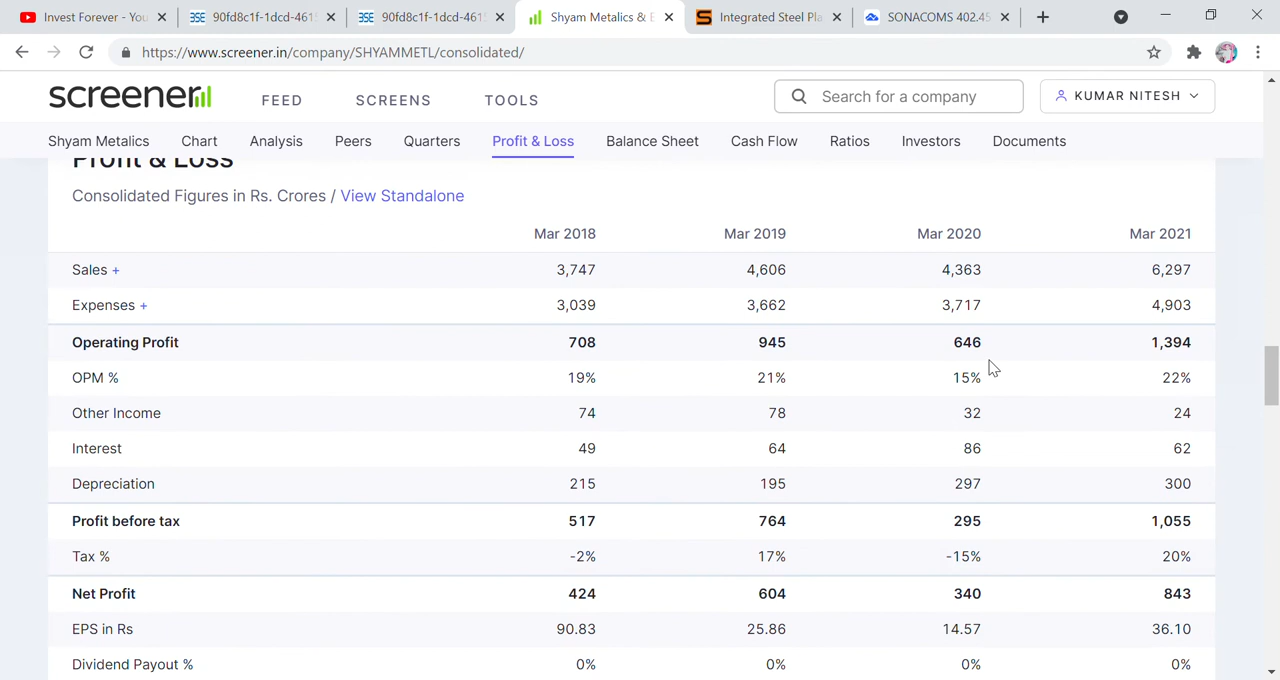 Invest Forever - You
90fd8c1f-1dcd-4615
90fd8c1f-1dcd-4615
Shyam Metalics & E
Integrated Steel Pla
SONACOMS 402.45
https://www.screener.in/company/SHYAMMETL/consolidated/
screener
FEED
SCREENS
TOOLS
Search for a company
KUMAR NITESH
Shyam Metalics Chart Analysis Peers Quarters Profit & Loss Balance Sheet Cash Flow Ratios Investors Documents
Profit & Loss
Consolidated Figures in Rs. Crores / View Standalone
Mar 2018 Mar 2019 Mar 2020 Mar 2021
Sales + 3,747 4,606 4,363 6,297
Expenses + 3,039 3,662 3,717 4,903
Operating Profit 708 945 646 1,394
OPM % 19% 21% 15% 22%
Other Income 74 78 32 24
Interest 49 64 86 62
Depreciation 215 195 297 300
Profit before tax 517 764 295 1,055
Tax % -2% 17% -15% 20%
Net Profit 424 604 340 843
EPS in Rs 90.83 25.86 14.57 36.10
Dividend Payout % 0% 0% 0% 0%